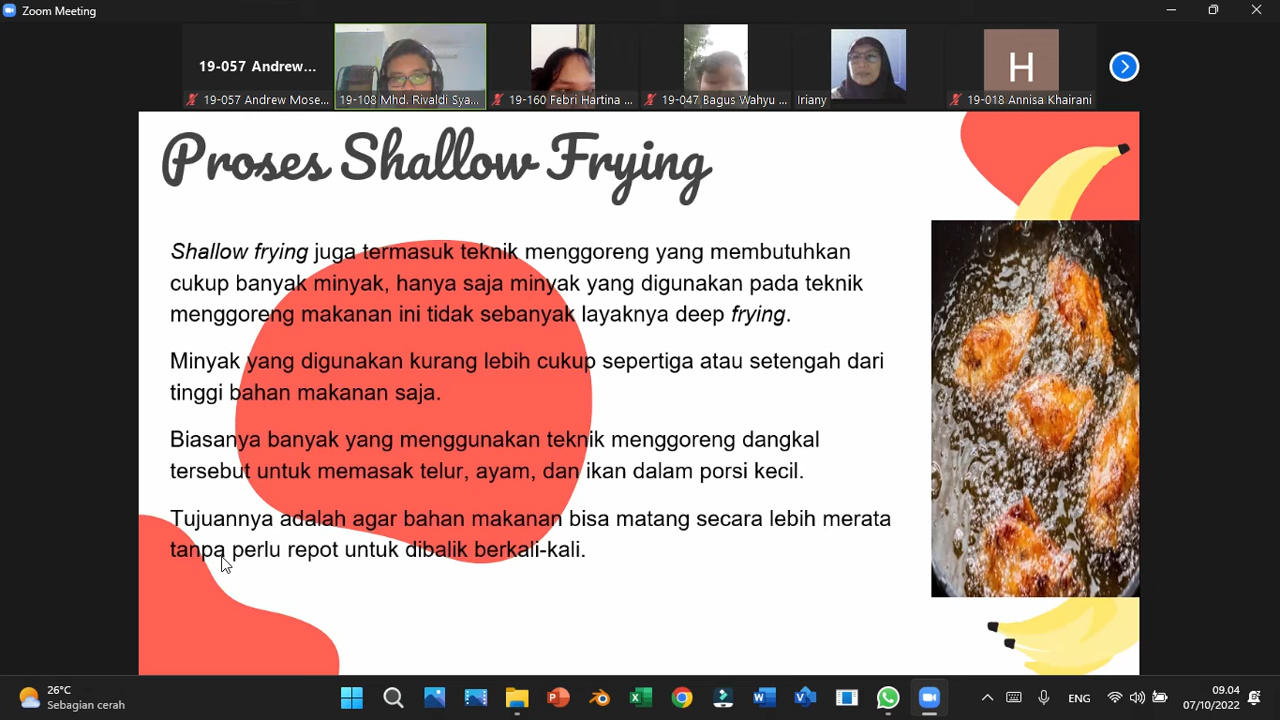 Zoom Meeting
19-057 Andrew...
19-057 Andrew Mose...
19-108 Mhd. Rivaldi Sya...
19-160 Febri Hartina ...
19-047 Bagus Wahyu ...
Iriany
H
19-018 Annisa Khairani
Proses Shallow Frying
Shallow frying juga termasuk teknik menggoreng yang membutuhkan
cukup banyak minyak, hanya saja minyak yang digunakan pada teknik
menggoreng makanan ini tidak sebanyak layaknya deep frying.
Minyak yang digunakan kurang lebih cukup sepertiga atau setengah dari
tinggi bahan makanan saja.
Biasanya banyak yang menggunakan teknik menggoreng dangkal
tersebut untuk memasak telur, ayam, dan ikan dalam porsi kecil.
Tujuannya adalah agar bahan makanan bisa matang secara lebih merata
tanpa perlu repot untuk dibalik berkali-kali.
26°C
Sebagian cerah
ENG
09.04
07/10/2022